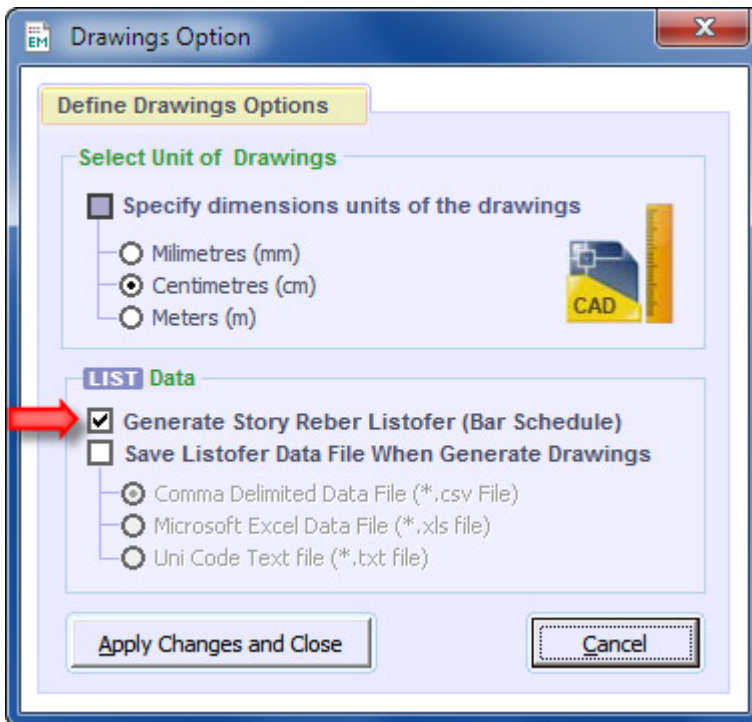 EM
Drawings Option
Define Drawings Options
Select Unit of Drawings
Specify dimensions units of the drawings
Milimetres (mm)
Centimetres (cm)
Meters (m)
CAD
LIST Data
Generate Story Reber Listofer (Bar Schedule)
Save Listofer Data File When Generate Drawings
Comma Delimited Data File (*.csv File)
Microsoft Excel Data File (*.xls file)
Uni Code Text file (*.txt file)
Apply Changes and Close
Cancel